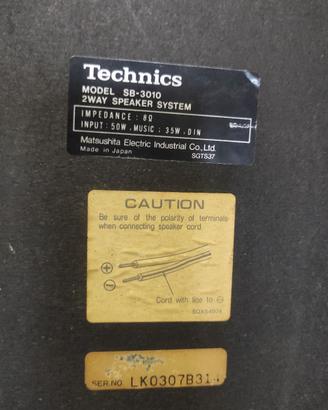 Technics
MODEL SB-3010
2WAY SPEAKER SYSTEM
IMPEDANCE : 8Ω
INPUT : 50W , MUSIC ; 35W , DIN
Matsushita Electric Industrial Co., Ltd.
Made in Japan SGTS37
CAUTION
Be sure of the polarity of terminals
when connecting speaker cord.
⊕
⊖
Cord with line to ⊖
SER.NO LK0307B31